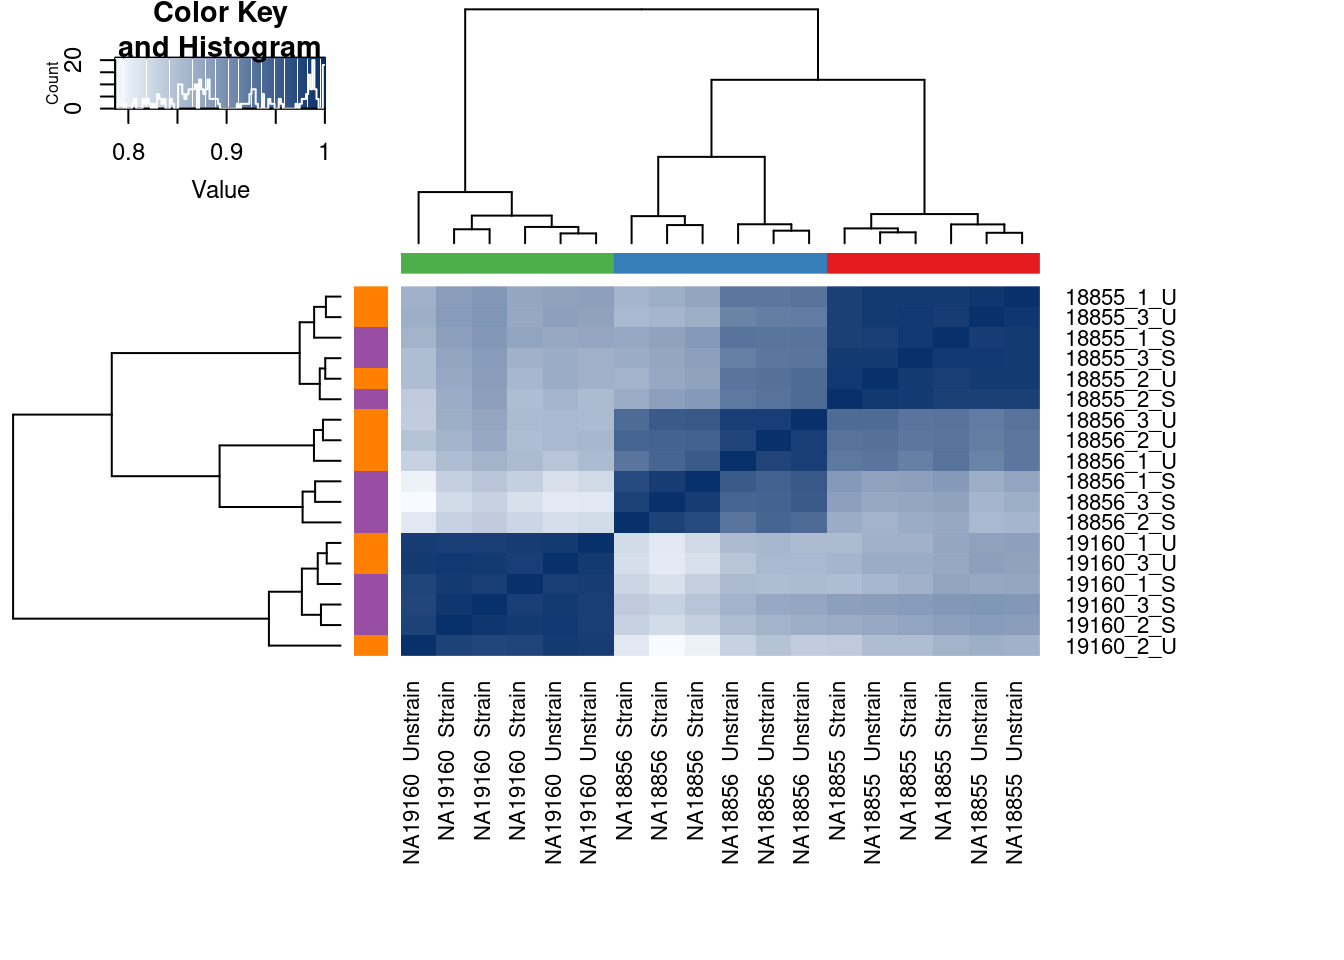 Color Key
and Histogram
Count
0
20
0.8
0.9
1
Value
18855_1_U
18855_3_U
18855_1_S
18855_3_S
18855_2_U
18855_2_S
18856_3_U
18856_2_U
18856_1_U
18856_1_S
18856_3_S
18856_2_S
19160_1_U
19160_3_U
19160_1_S
19160_3_S
19160_2_S
19160_2_U
NA19160 Unstrain
NA19160 Strain
NA19160 Strain
NA19160 Strain
NA19160 Unstrain
NA19160 Unstrain
NA18856 Strain
NA18856 Strain
NA18856 Strain
NA18856 Unstrain
NA18856 Unstrain
NA18856 Unstrain
NA18855 Strain
NA18855 Unstrain
NA18855 Strain
NA18855 Strain
NA18855 Unstrain
NA18855 Unstrain